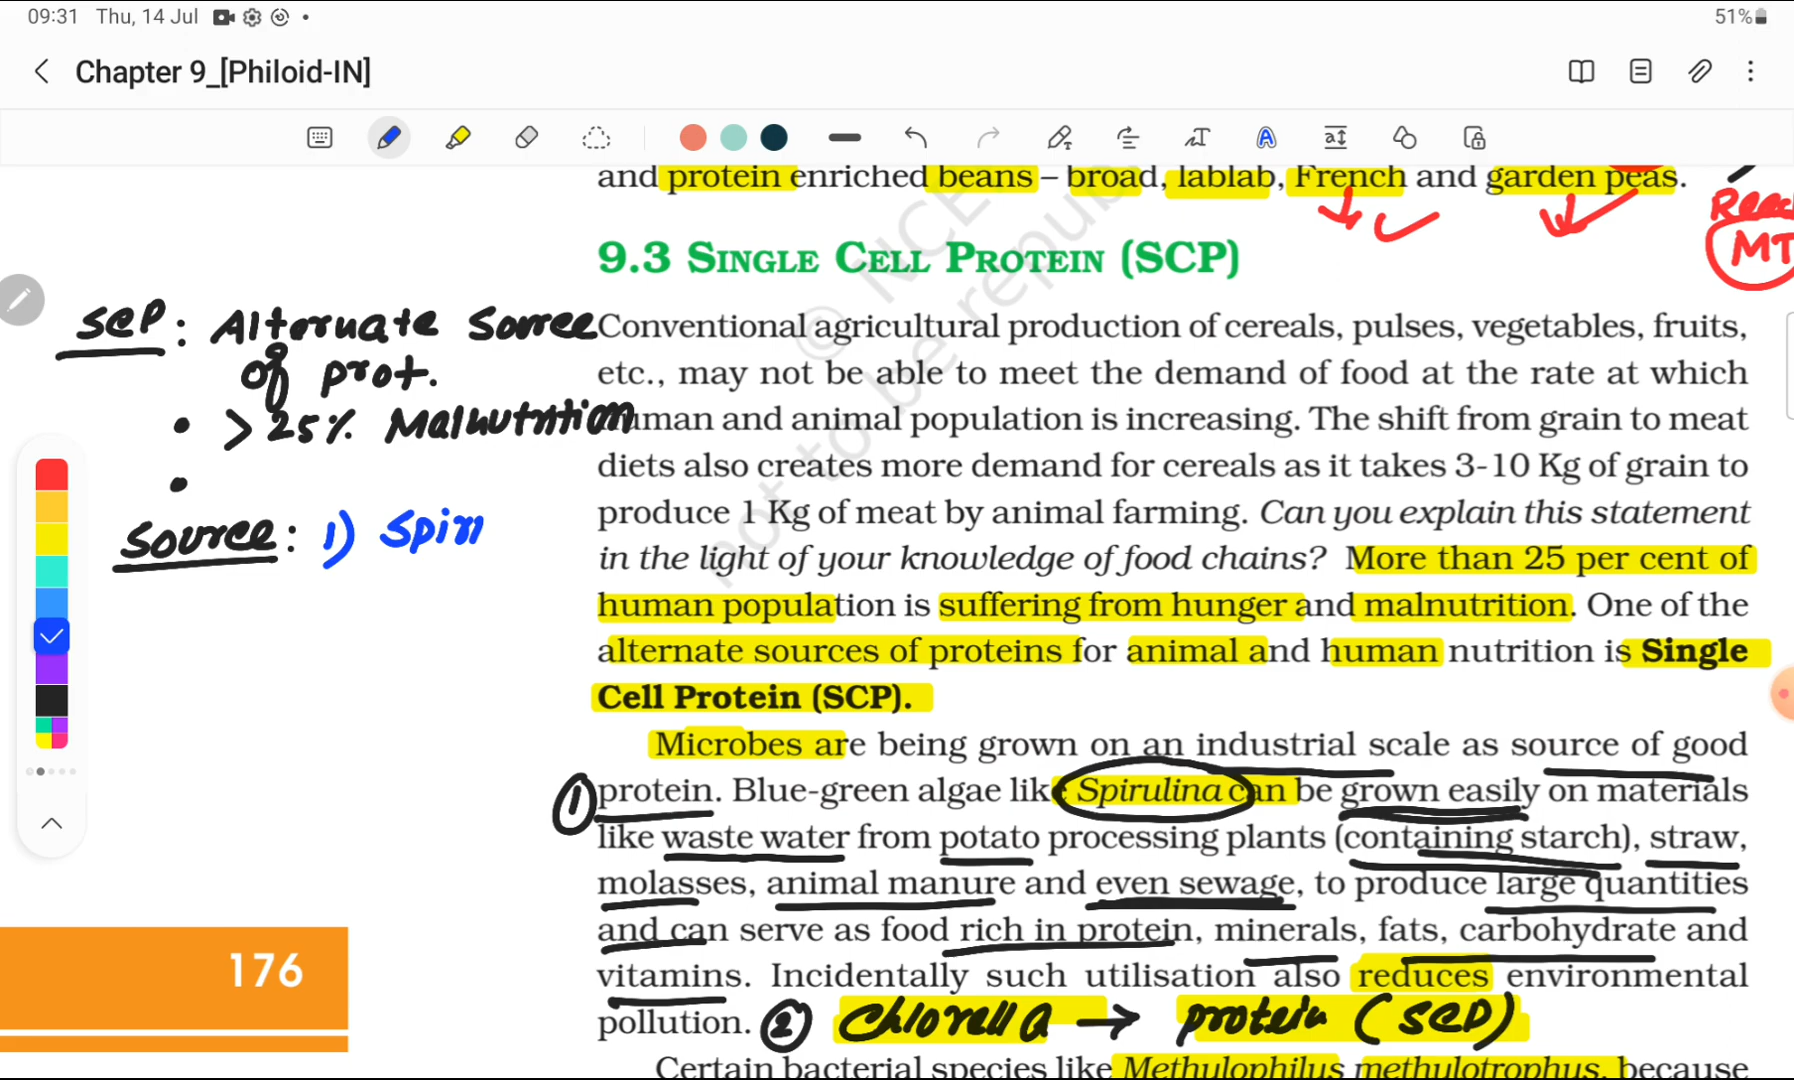 09:31 Thu, 14 Jul
51%
Chapter 9_[Philoid-IN]
and protein enriched beans – broad, lablab, French and garden peas.
MT
9.3 SINGLE CELL PROTEIN (SCP)
SCP: Alternate Source
of prot.
• > 25% Malnutrition
•
Source: 1) Spiri
Conventional agricultural production of cereals, pulses, vegetables, fruits,
etc., may not be able to meet the demand of food at the rate at which
human and animal population is increasing. The shift from grain to meat
diets also creates more demand for cereals as it takes 3-10 Kg of grain to
produce 1 Kg of meat by animal farming. Can you explain this statement
in the light of your knowledge of food chains? More than 25 per cent of
human population is suffering from hunger and malnutrition. One of the
alternate sources of proteins for animal and human nutrition is Single
Cell Protein (SCP).
Microbes are being grown on an industrial scale as source of good
① protein. Blue-green algae like Spirulina can be grown easily on materials
like waste water from potato processing plants (containing starch), straw,
molasses, animal manure and even sewage, to produce large quantities
and can serve as food rich in protein, minerals, fats, carbohydrate and
vitamins. Incidentally such utilisation also reduces environmental
pollution. ② Chlorella → protein (SCP)
Certain bacterial species like Methylophilus methylotrophus, because
176
not to be republ
© NCE